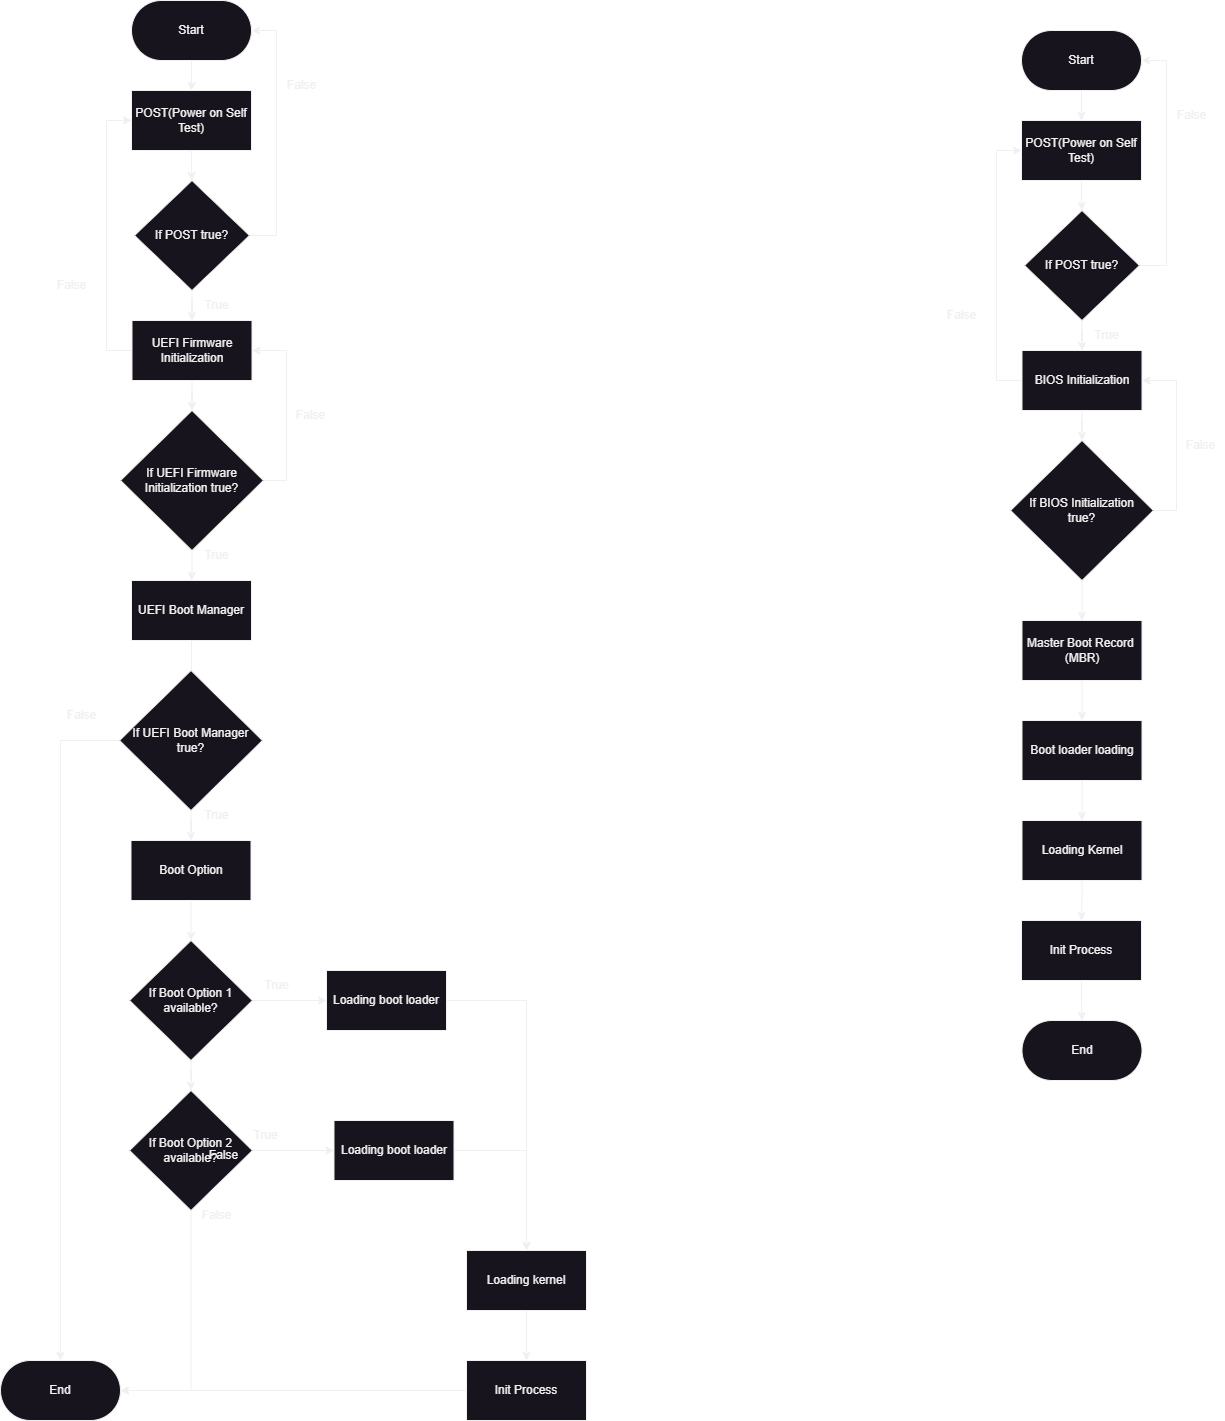 Start
False
POST(Power on Self
Test)
If POST true?
False
True
UEFI Firmware
Initialization
False
If UEFI Firmware
Initialization true?
True
UEFI Boot Manager
False
If UEFI Boot Manager
true?
True
Boot Option
If Boot Option 1
available?
True
Loading boot loader
If Boot Option 2
available?
False
True
Loading boot loader
False
Loading kernel
Init Process
End
Start
False
POST(Power on Self
Test)
If POST true?
False
True
BIOS Initialization
False
If BIOS Initialization
true?
Master Boot Record
(MBR)
Boot loader loading
Loading Kernel
Init Process
End